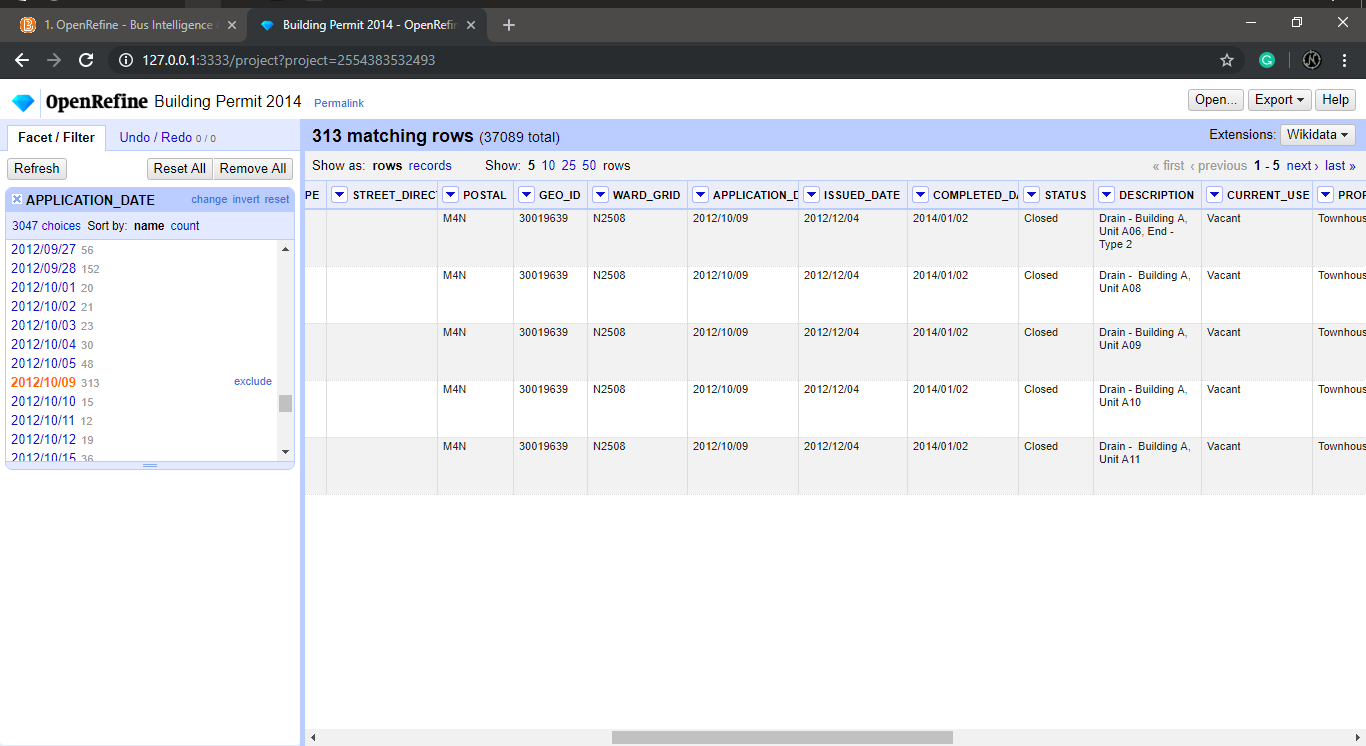 1. OpenRefine - Bus Intelligence
Building Permit 2014 - OpenRefin
127.0.0.1:3333/project?project=2554383532493
OpenRefine Building Permit 2014 Permalink
Open... Export Help
Facet / Filter Undo / Redo 0 / 0
313 matching rows (37089 total)
Extensions: Wikidata
Refresh Reset All Remove All
Show as: rows records Show: 5 10 25 50 rows
« first ‹ previous 1 - 5 next › last »
APPLICATION_DATE change invert reset
3047 choices Sort by: name count
2012/09/27 56
2012/09/28 152
2012/10/01 20
2012/10/02 21
2012/10/03 23
2012/10/04 30
2012/10/05 48
2012/10/09 313 exclude
2012/10/10 15
2012/10/11 12
2012/10/12 19
2012/10/15 36
PE STREET_DIREC POSTAL GEO_ID WARD_GRID APPLICATION_D ISSUED_DATE COMPLETED_DA STATUS DESCRIPTION CURRENT_USE PROP
M4N 30019639 N2508 2012/10/09 2012/12/04 2014/01/02 Closed Drain - Building A, Vacant Townhous
Unit A06, End -
Type 2
M4N 30019639 N2508 2012/10/09 2012/12/04 2014/01/02 Closed Drain - Building A, Vacant Townhous
Unit A08
M4N 30019639 N2508 2012/10/09 2012/12/04 2014/01/02 Closed Drain - Building A, Vacant Townhous
Unit A09
M4N 30019639 N2508 2012/10/09 2012/12/04 2014/01/02 Closed Drain - Building A, Vacant Townhous
Unit A10
M4N 30019639 N2508 2012/10/09 2012/12/04 2014/01/02 Closed Drain - Building A, Vacant Townhous
Unit A11